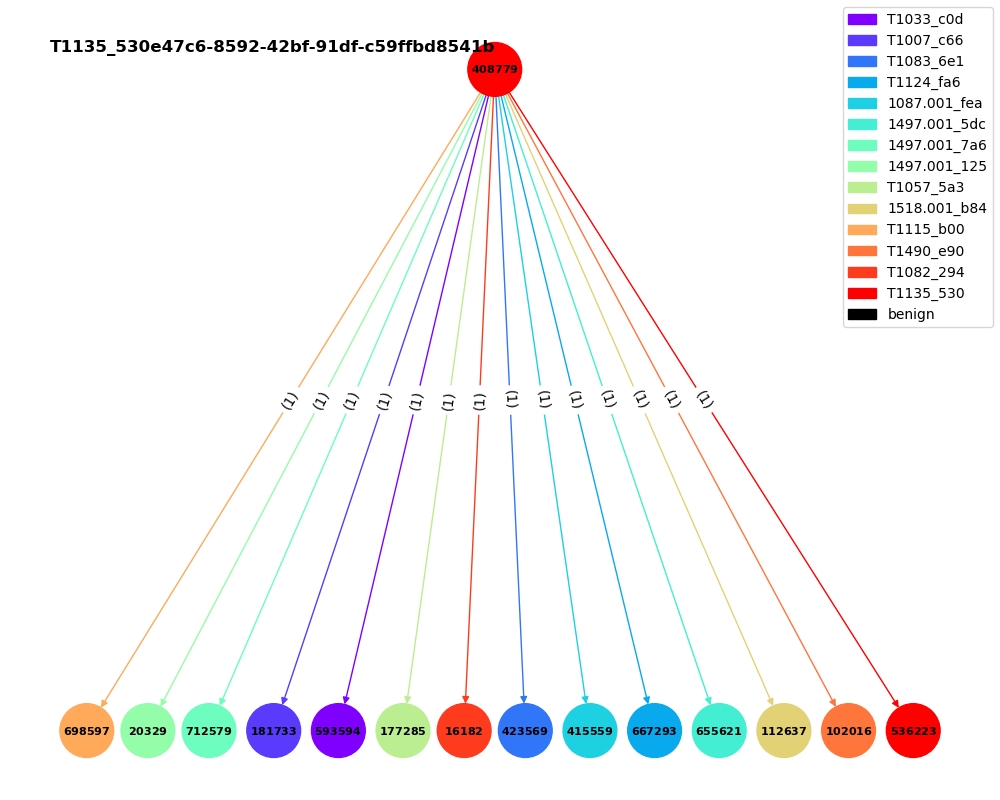 T1135_530e47c6-8592-42bf-91df-c59ffbd8541b
408779
T1033_c0d
T1007_c66
T1083_6e1
T1124_fa6
1087.001_fea
1497.001_5dc
1497.001_7a6
1497.001_125
T1057_5a3
1518.001_b84
T1115_b00
T1490_e90
T1082_294
T1135_530
benign
(1) (1) (1) (1) (1) (1) (1) (1) (1) (1) (1) (1) (1) (1)
698597 20329 712579 181733 593594 177285 16182 423569 415559 667293 655621 112637 102016 536223